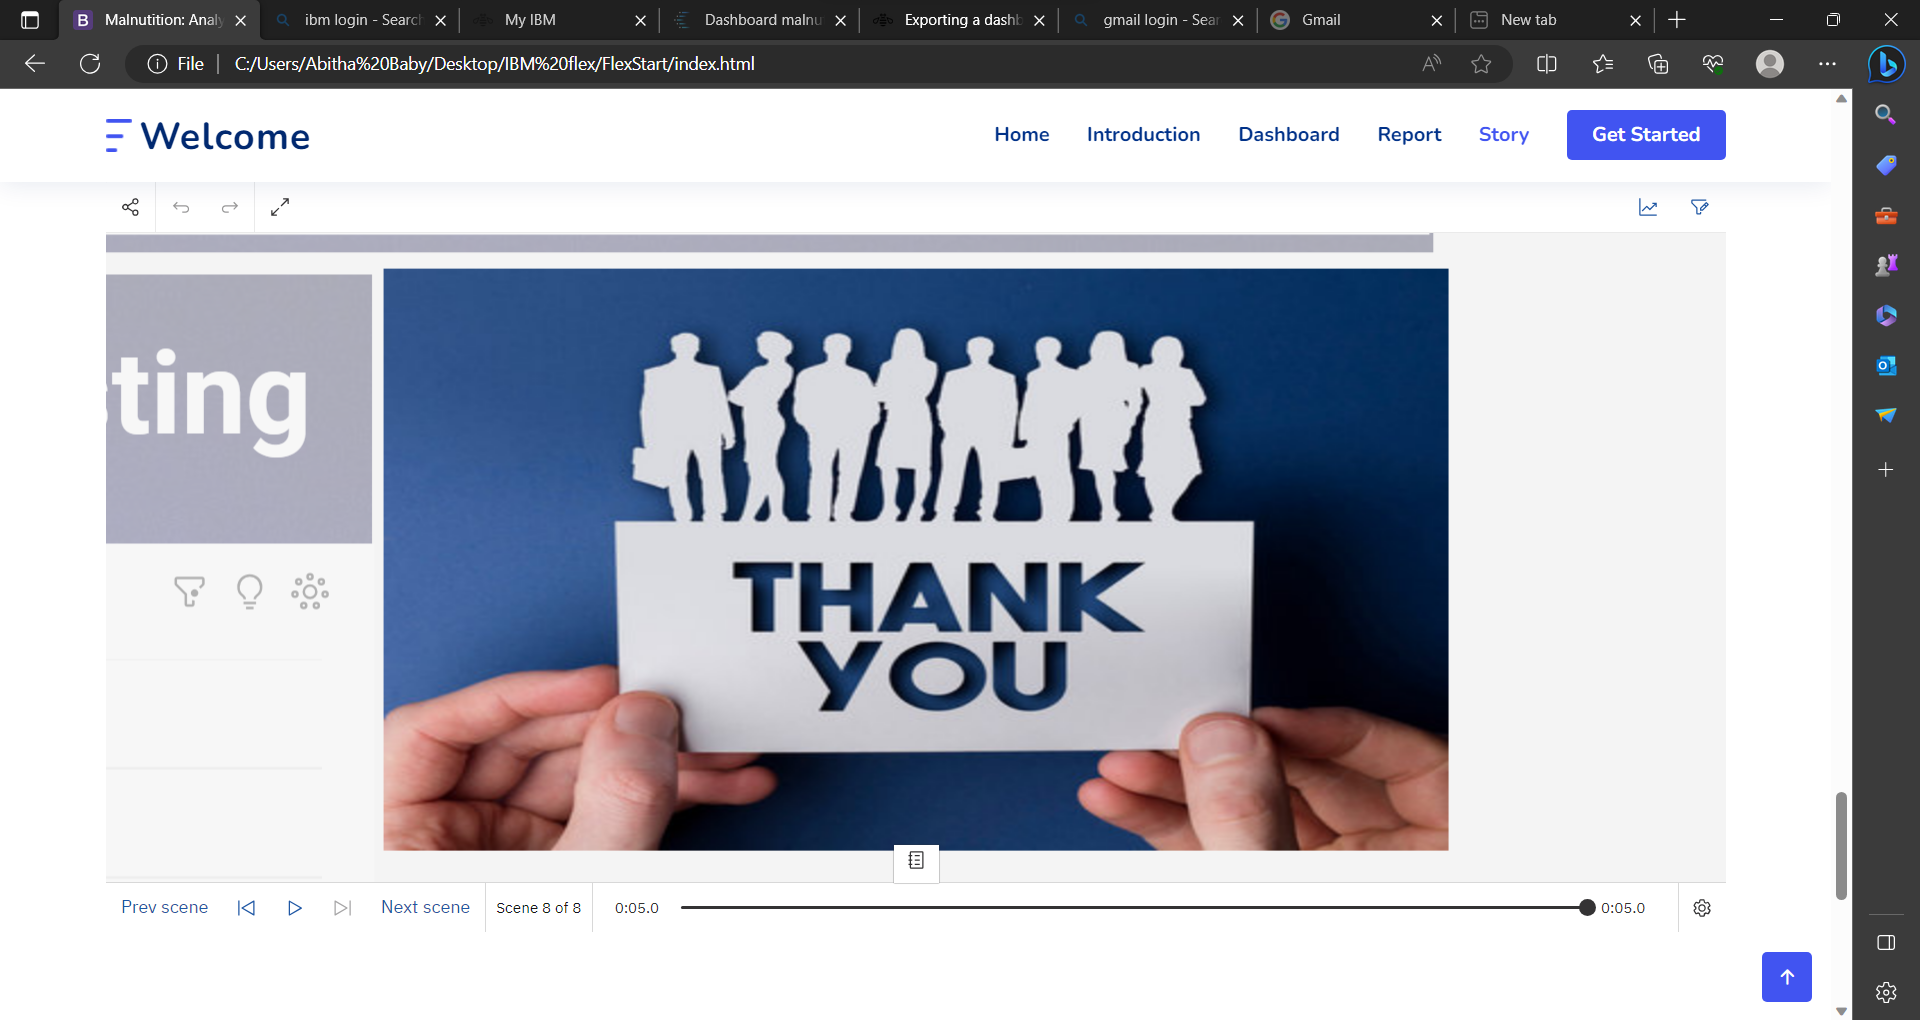 Malnutition: Analy
ibm login - Search
My IBM
Dashboard malnu
Exporting a dashb
gmail login - Sear
Gmail
New tab
File
C:/Users/Abitha%20Baby/Desktop/IBM%20flex/FlexStart/index.html
Welcome
Home
Introduction
Dashboard
Report
Story
Get Started
ting
THANK
YOU
Prev scene
Next scene
Scene 8 of 8
0:05.0
0:05.0